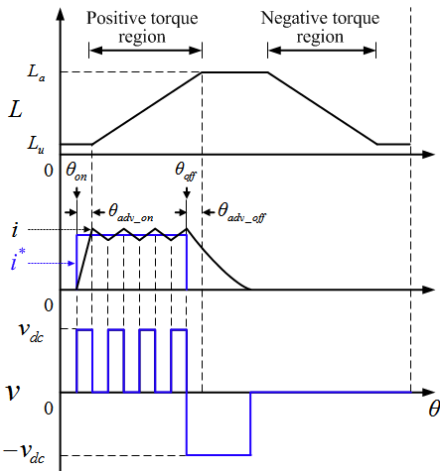 Positive torque region
Negative torque region
L_a
L
L_u
0
θ_on
θ_off
θ_adv_on
θ_adv_off
i
i*
0
v_dc
v
0
θ
−v_dc